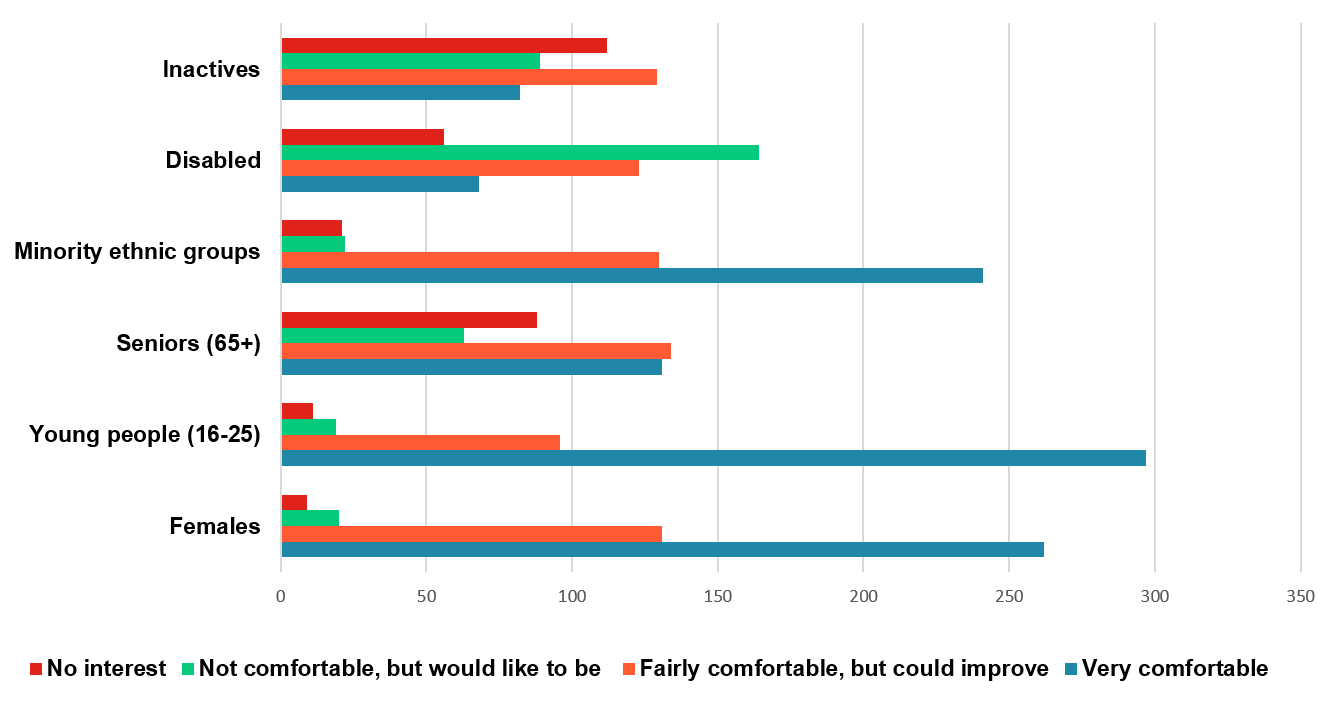 Inactives
Disabled
Minority ethnic groups
Seniors (65+)
Young people (16-25)
Females
0 50 100 150 200 250 300 350
No interest Not comfortable, but would like to be Fairly comfortable, but could improve Very comfortable